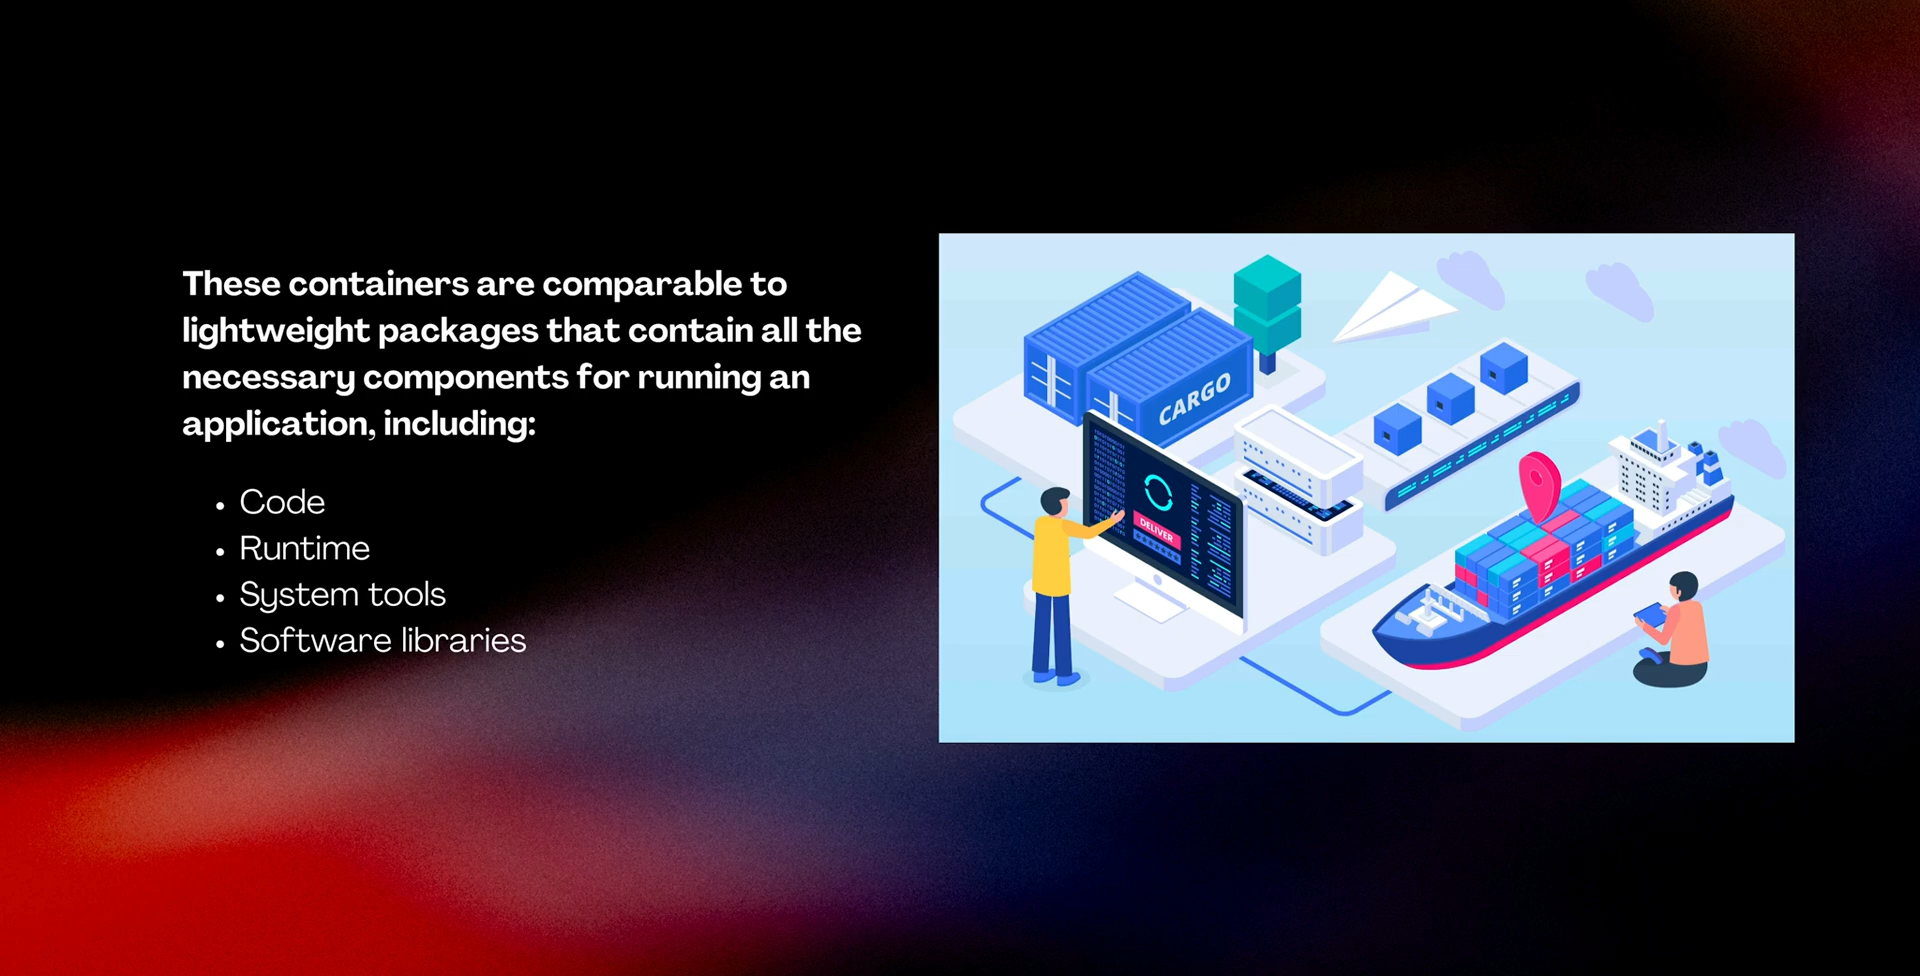 These containers are comparable to
lightweight packages that contain all the
necessary components for running an
application, including:
• Code
• Runtime
• System tools
• Software libraries
CARGO
DELIVER